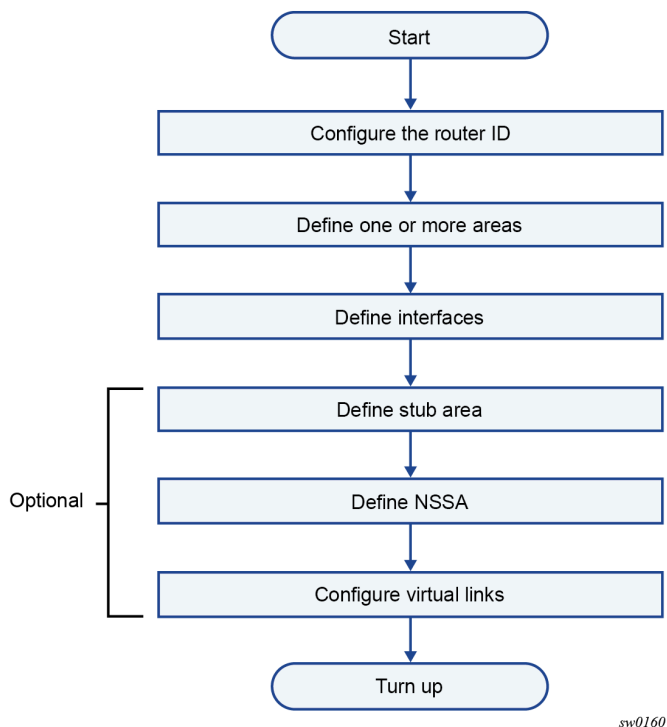 Start
Configure the router ID
Define one or more areas
Define interfaces
Define stub area
Optional
Define NSSA
Configure virtual links
Turn up
sw0160